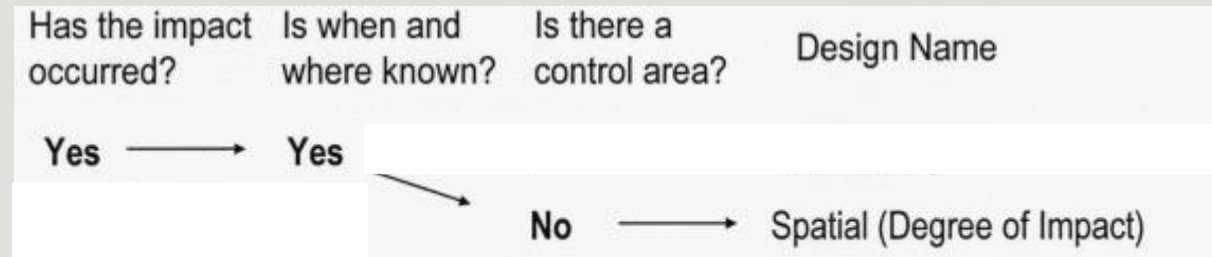 Has the impact occurred?
Is when and where known?
Is there a control area?
Design Name
Yes Yes
No Spatial (Degree of Impact)